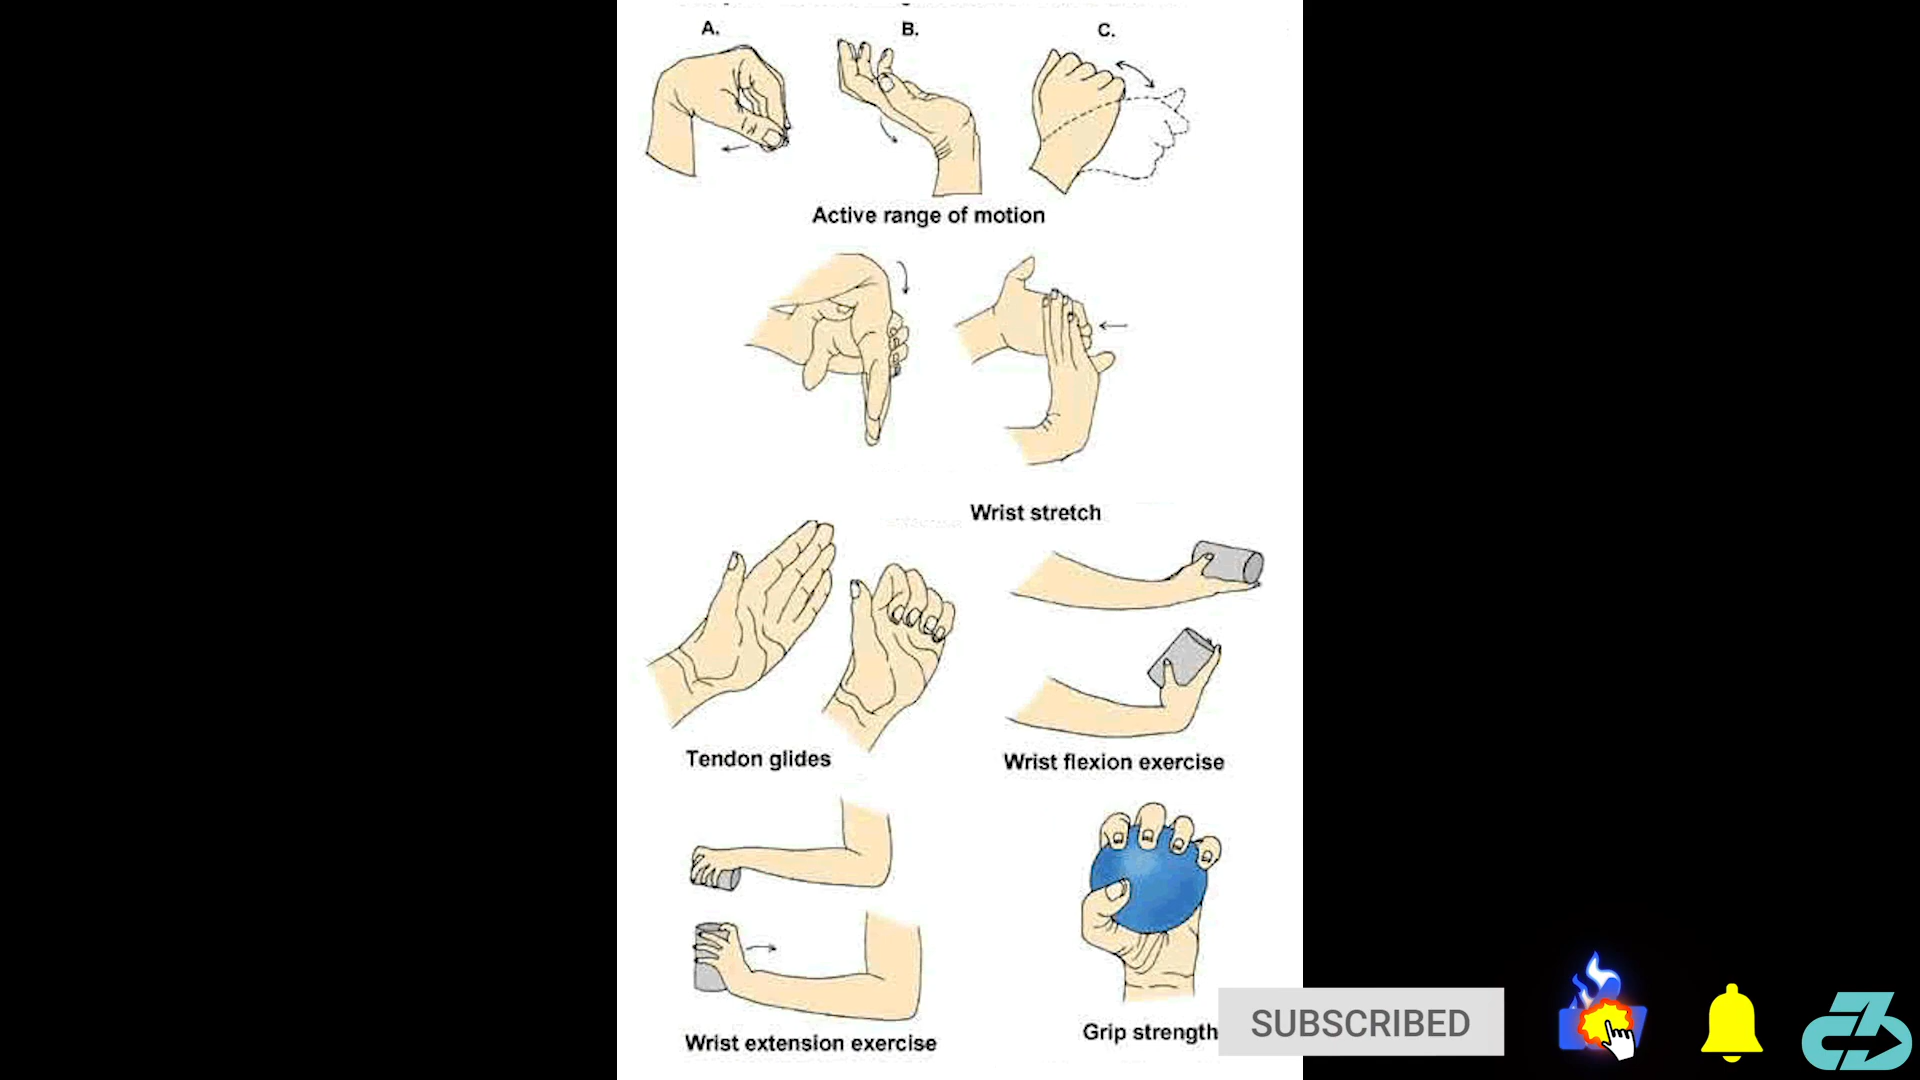 A.
B.
C.
Active range of motion
Wrist stretch
Tendon glides
Wrist flexion exercise
Wrist extension exercise
Grip strength
SUBSCRIBED